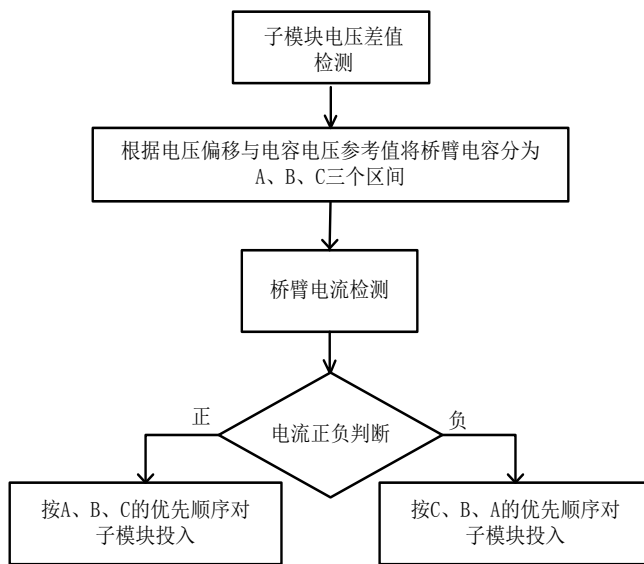 子模块电压差值
检测
根据电压偏移与电容电压参考值将桥臂电容分为
A、B、C三个区间
桥臂电流检测
电流正负判断
正
负
按A、B、C的优先顺序对
子模块投入
按C、B、A的优先顺序对
子模块投入